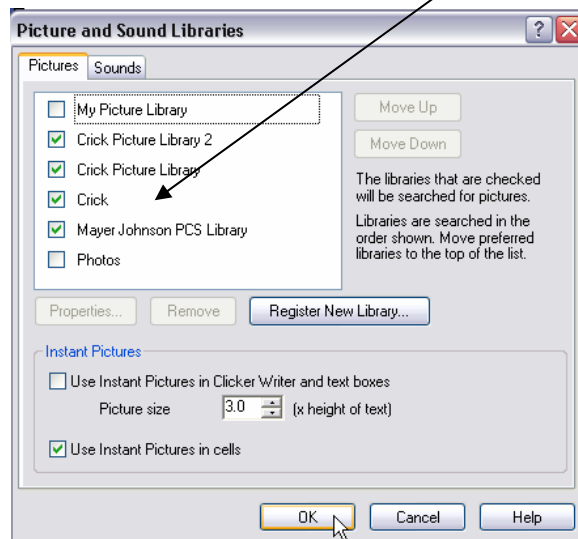 Picture and Sound Libraries
Pictures Sounds
My Picture Library
Crick Picture Library 2
Crick Picture Library
Crick
Mayer Johnson PCS Library
Photos
Move Up
Move Down
The libraries that are checked
will be searched for pictures.
Libraries are searched in the
order shown. Move preferred
libraries to the top of the list.
Properties... Remove Register New Library...
Instant Pictures
Use Instant Pictures in Clicker Writer and text boxes
Picture size 3.0 (x height of text)
Use Instant Pictures in cells
OK Cancel Help